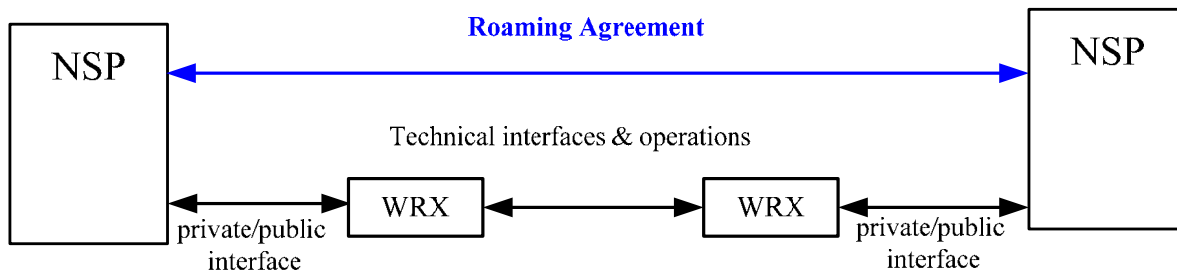 Roaming Agreement
NSP
NSP
Technical interfaces & operations
WRX
WRX
private/public
interface
private/public
interface